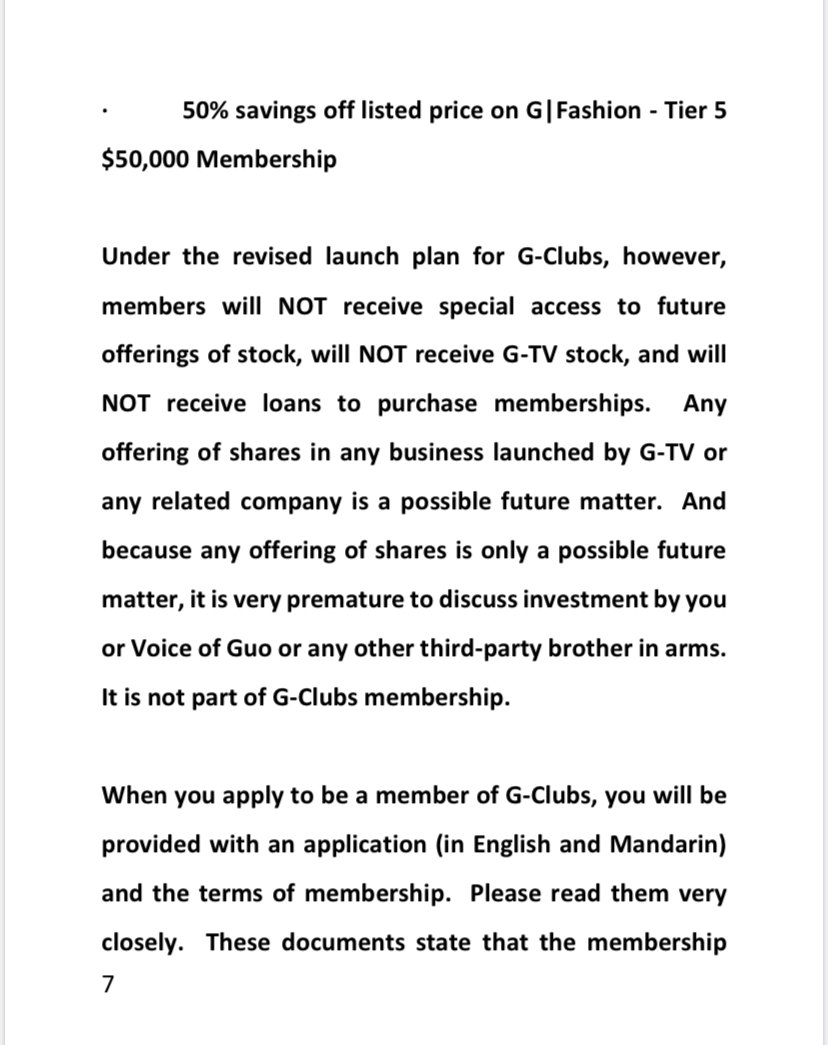 · 50% savings off listed price on G|Fashion - Tier 5
$50,000 Membership
Under the revised launch plan for G-Clubs, however,
members will NOT receive special access to future
offerings of stock, will NOT receive G-TV stock, and will
NOT receive loans to purchase memberships. Any
offering of shares in any business launched by G-TV or
any related company is a possible future matter. And
because any offering of shares is only a possible future
matter, it is very premature to discuss investment by you
or Voice of Guo or any other third-party brother in arms.
It is not part of G-Clubs membership.
When you apply to be a member of G-Clubs, you will be
provided with an application (in English and Mandarin)
and the terms of membership. Please read them very
closely. These documents state that the membership
7